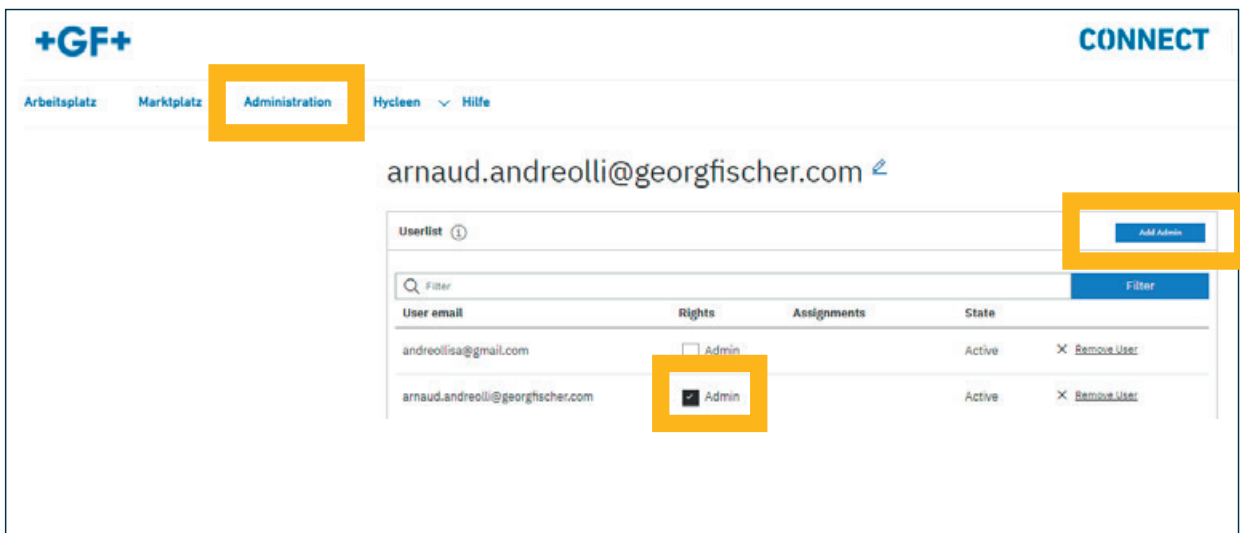 +GF+ CONNECT
Arbeitsplatz Marktplatz Administration Hycleen Hilfe
arnaud.andreolli@georgfischer.com
Userlist Add Admin
Filter Filter
User email Rights Assignments State
andreollisa@gmail.com Admin Active Remove User
arnaud.andreolli@georgfischer.com Admin Active Remove User